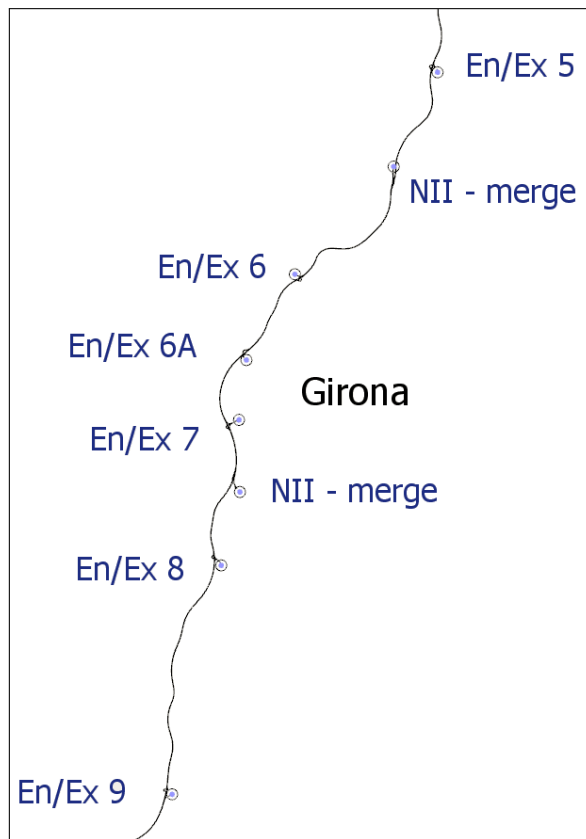 En/Ex 5
NII - merge
En/Ex 6
En/Ex 6A
Girona
En/Ex 7
NII - merge
En/Ex 8
En/Ex 9